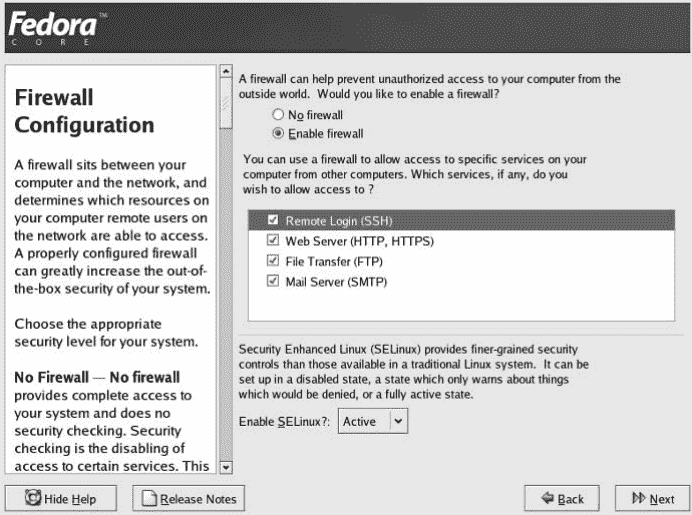 Fedora™
CORE
Firewall
Configuration
A firewall sits between your
computer and the network, and
determines which resources on
your computer remote users on
the network are able to access.
A properly configured firewall
can greatly increase the out-of-
the-box security of your system.
Choose the appropriate
security level for your system.
No Firewall — No firewall
provides complete access to
your system and does no
security checking. Security
checking is the disabling of
access to certain services. This
A firewall can help prevent unauthorized access to your computer from the
outside world. Would you like to enable a firewall?
No firewall
Enable firewall
You can use a firewall to allow access to specific services on your
computer from other computers. Which services, if any, do you
wish to allow access to ?
Remote Login (SSH)
Web Server (HTTP, HTTPS)
File Transfer (FTP)
Mail Server (SMTP)
Security Enhanced Linux (SELinux) provides finer-grained security
controls than those available in a traditional Linux system. It can be
set up in a disabled state, a state which only warns about things
which would be denied, or a fully active state.
Enable SELinux?: Active
Hide Help Release Notes Back Next